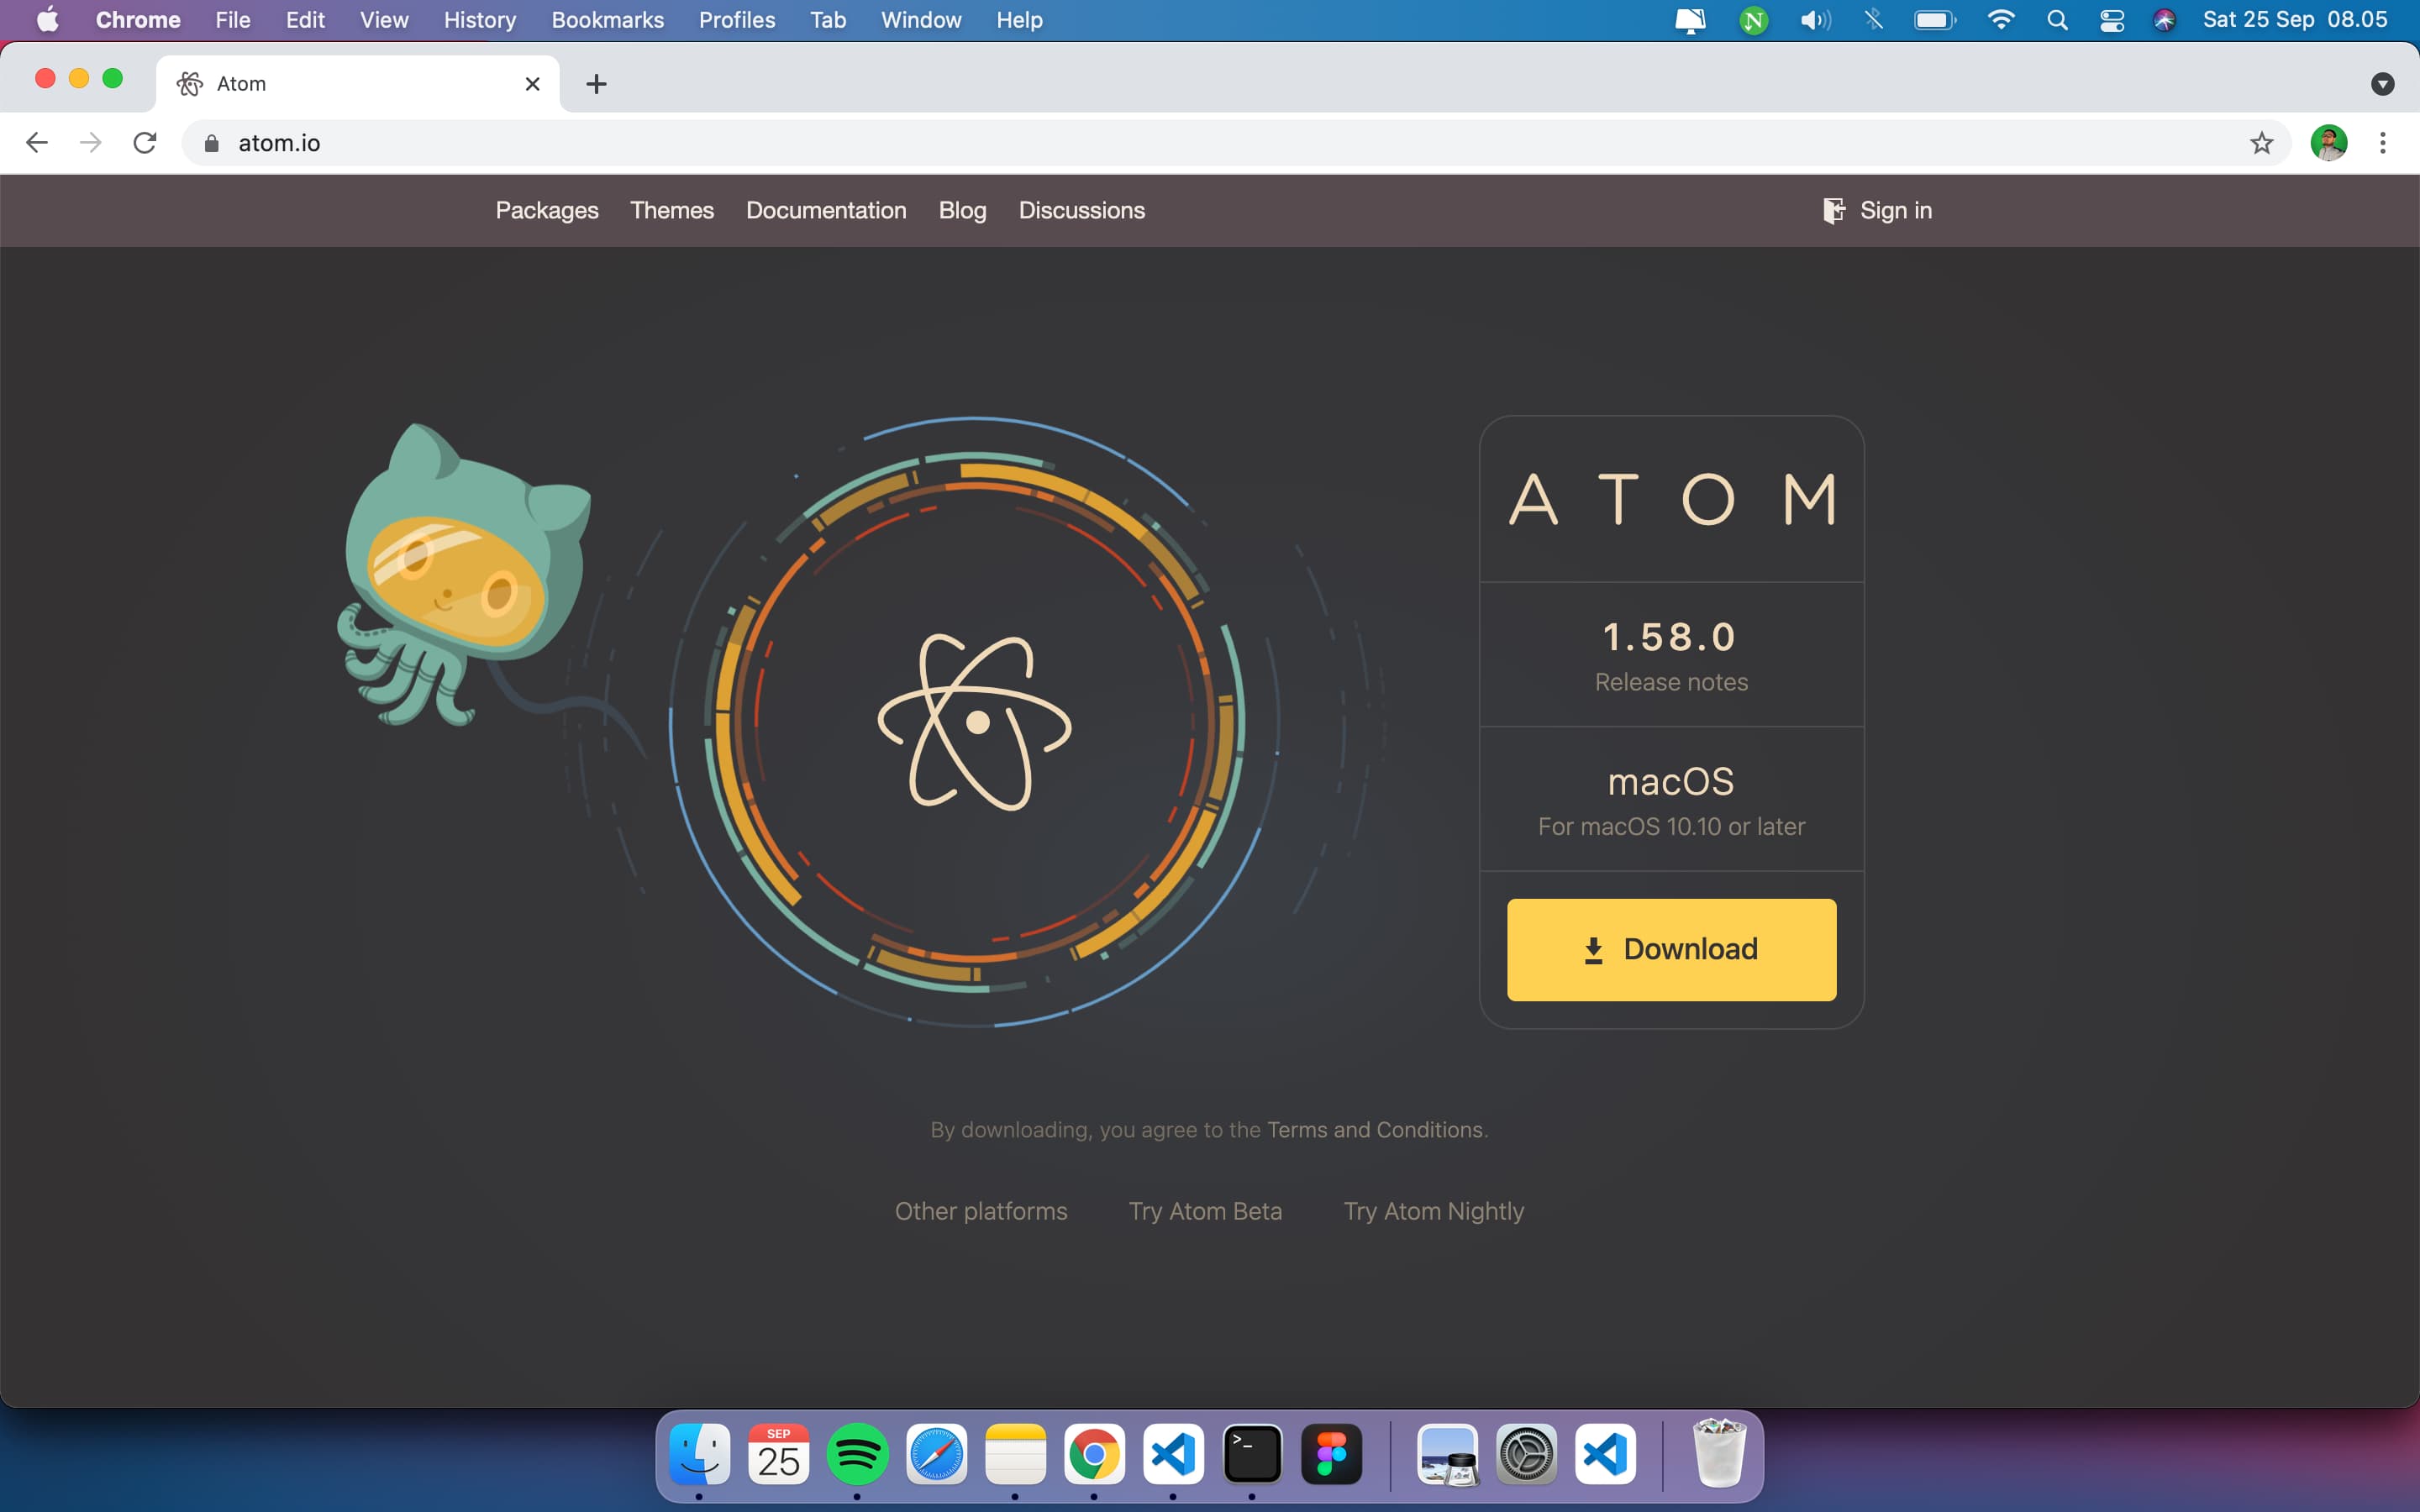 Chrome File Edit View History Bookmarks Profiles Tab Window Help N Sat 25 Sep 08.05
Atom
atom.io
Packages Themes Documentation Blog Discussions Sign in
ATOM
1.58.0
Release notes
macOS
For macOS 10.10 or later
Download
By downloading, you agree to the Terms and Conditions.
Other platforms Try Atom Beta Try Atom Nightly
SEP
25
>_